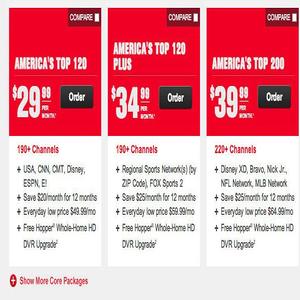 COMPARE
AMERICA'S TOP 120
$29.99 PER MONTH.
Order
190+ Channels
+ USA, CNN, CMT, Disney,
ESPN, E!
+ Save $20/month for 12 months
+ Everyday low price $49.99/mo
+ Free Hopper® Whole-Home HD
DVR Upgrade²
COMPARE
AMERICA'S TOP 120
PLUS
$34.99 PER MONTH.
Order
190+ Channels
+ Regional Sports Network(s) (by
ZIP Code), FOX Sports 2
+ Save $25/month for 12 months
+ Everyday low price $59.99/mo
+ Free Hopper® Whole-Home HD
DVR Upgrade²
COMPARE
AMERICA'S TOP 200
$39.99 PER MONTH.
Order
220+ Channels
+ Disney XD, Bravo, Nick Jr.,
NFL Network, MLB Network
+ Save $25/month for 12 months
+ Everyday low price $64.99/mo
+ Free Hopper® Whole-Home HD
DVR Upgrade²
Show More Core Packages